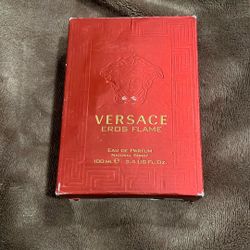 VERSACE
EROS FLAME
EAU DE PARFUM
NATURAL SPRAY
100 ML ℮ 3.4 US FL. OZ.